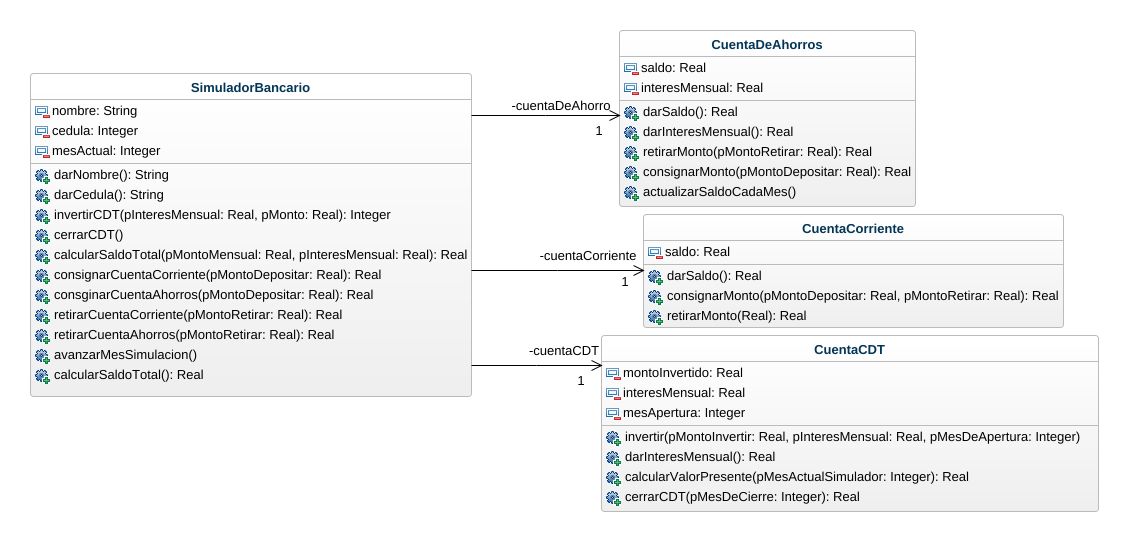 SimuladorBancario
nombre: String
cedula: Integer
mesActual: Integer
darNombre(): String
darCedula(): String
invertirCDT(pInteresMensual: Real, pMonto: Real): Integer
cerrarCDT()
calcularSaldoTotal(pMontoMensual: Real, pInteresMensual: Real): Real
consignarCuentaCorriente(pMontoDepositar: Real): Real
consginarCuentaAhorros(pMontoDepositar: Real): Real
retirarCuentaCorriente(pMontoRetirar: Real): Real
retirarCuentaAhorros(pMontoRetirar: Real): Real
avanzarMesSimulacion()
calcularSaldoTotal(): Real
-cuentaDeAhorro
1
CuentaDeAhorros
saldo: Real
interesMensual: Real
darSaldo(): Real
darInteresMensual(): Real
retirarMonto(pMontoRetirar: Real): Real
consignarMonto(pMontoDepositar: Real): Real
actualizarSaldoCadaMes()
-cuentaCorriente
1
CuentaCorriente
saldo: Real
darSaldo(): Real
consignarMonto(pMontoDepositar: Real, pMontoRetirar: Real): Real
retirarMonto(Real): Real
-cuentaCDT
1
CuentaCDT
montoInvertido: Real
interesMensual: Real
mesApertura: Integer
invertir(pMontoInvertir: Real, pInteresMensual: Real, pMesDeApertura: Integer)
darInteresMensual(): Real
calcularValorPresente(pMesActualSimulador: Integer): Real
cerrarCDT(pMesDeCierre: Integer): Real